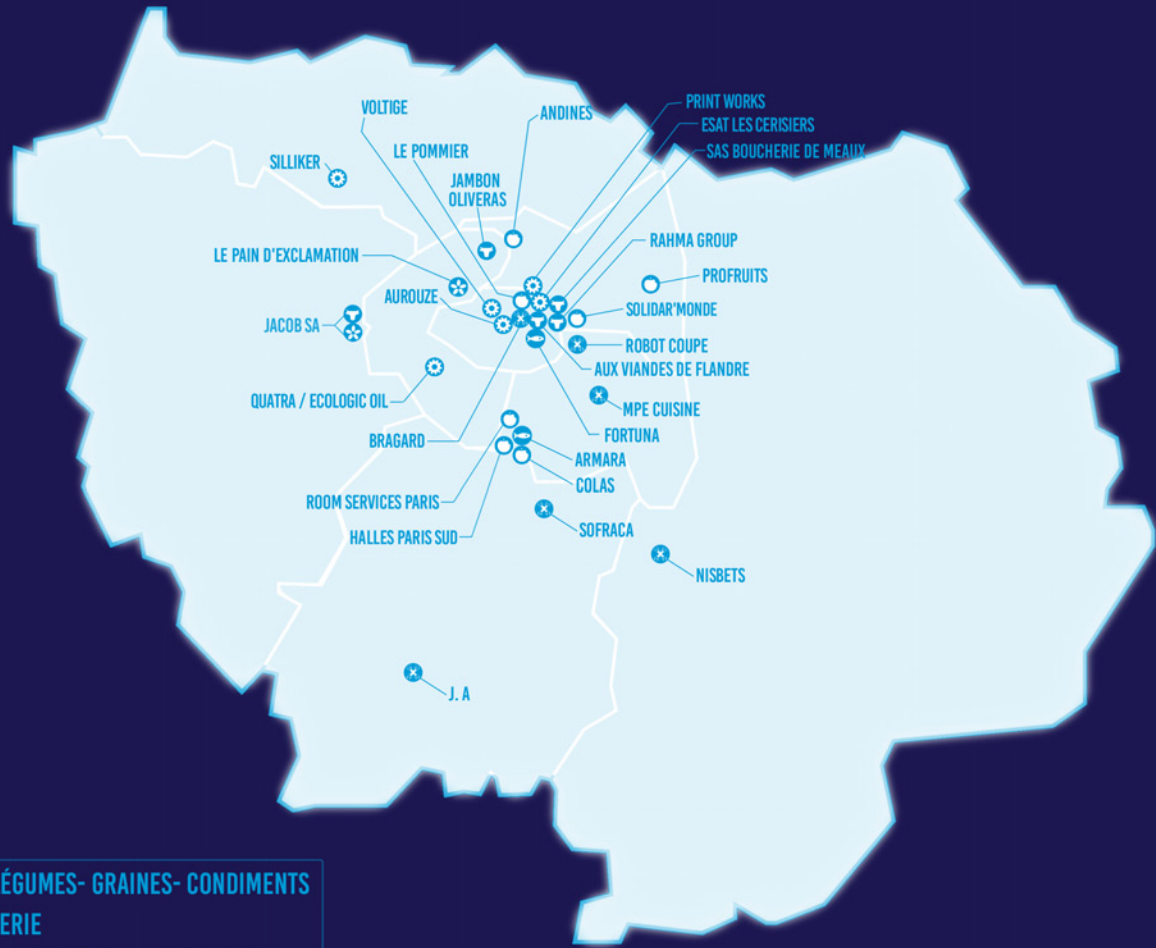 VOLTIGE
ANDINES
PRINT WORKS
ESAT LES CERISIERS
SAS BOUCHERIE DE MEAUX
SILLIKER
LE POMMIER
JAMBON
OLIVERAS
LE PAIN D'EXCLAMATION
RAHMA GROUP
PROFRUITS
AUROUZE
SOLIDAR'MONDE
JACOB SA
ROBOT COUPE
AUX VIANDES DE FLANDRE
QUATRA / ECOLOGIC OIL
MPE CUISINE
BRAGARD
FORTUNA
ARMARA
COLAS
ROOM SERVICES PARIS
HALLES PARIS SUD
SOFRACA
NISBETS
J. A
ÉGUMES- GRAINES- CONDIMENTS
ERIE